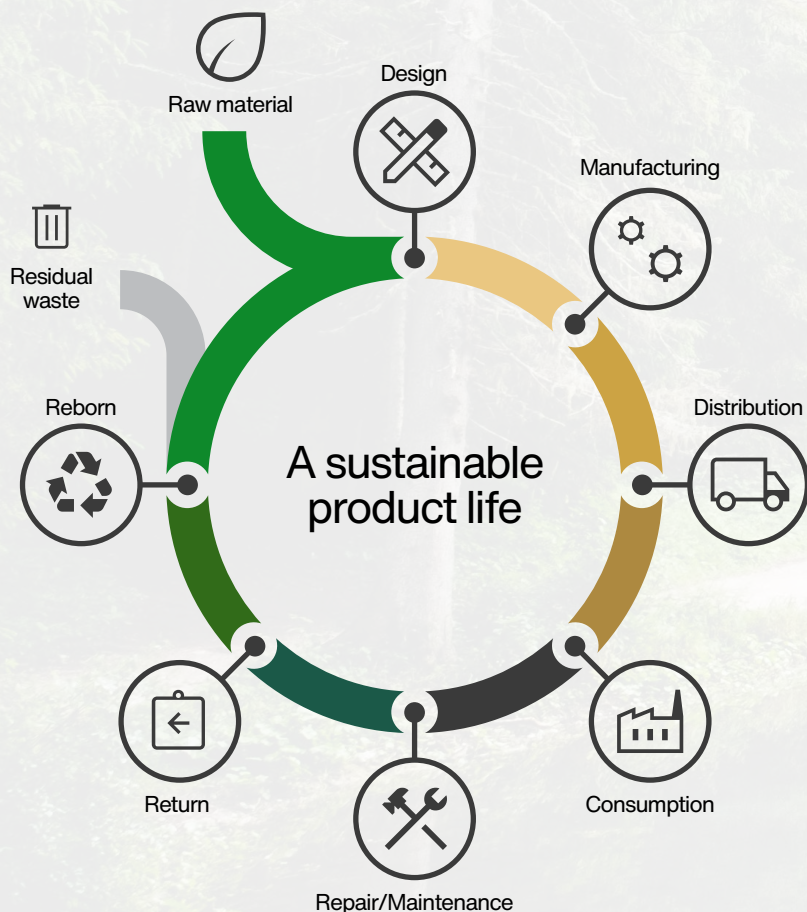 Design
Raw material
Manufacturing
Residual
waste
Reborn
Distribution
A sustainable
product life
Return
Consumption
Repair/Maintenance